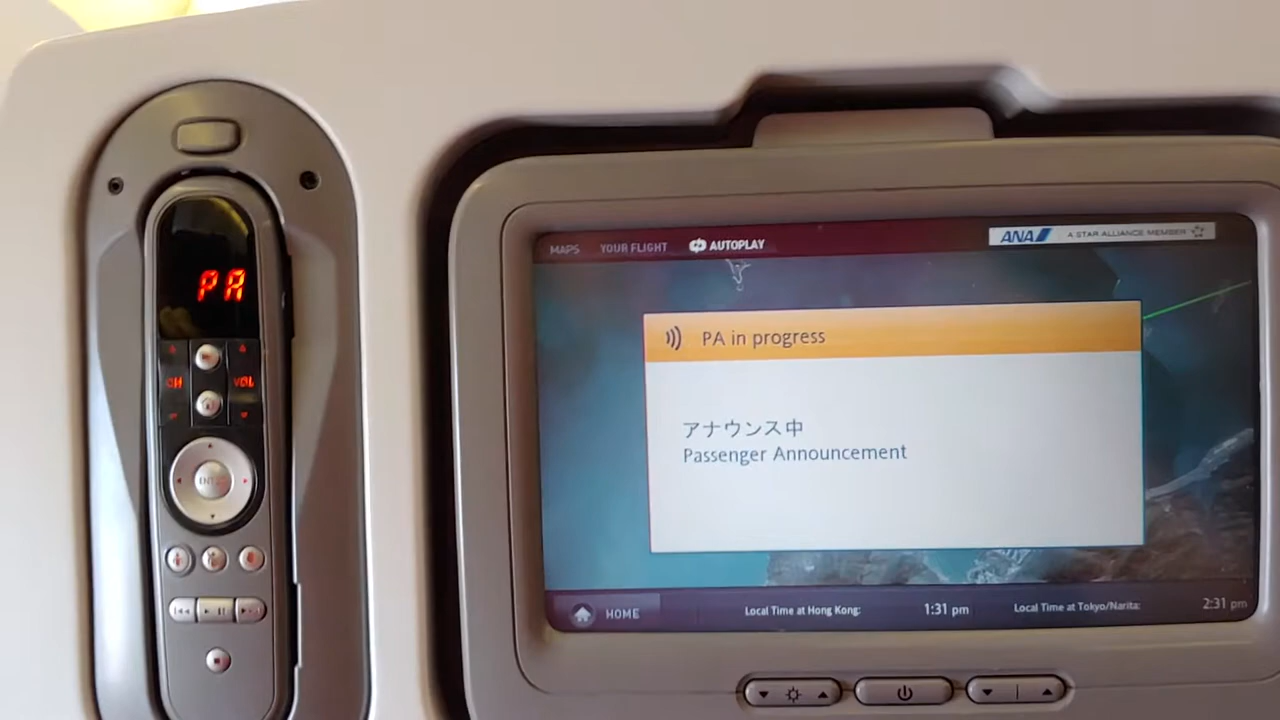 PA
CH
VOL
ENTER
MAPS YOUR FLIGHT AUTOPLAY
ANA A STAR ALLIANCE MEMBER
PA in progress
アナウンス中
Passenger Announcement
HOME Local Time at Hong Kong: 1:31 pm Local Time at Tokyo/Narita: 2:31 pm